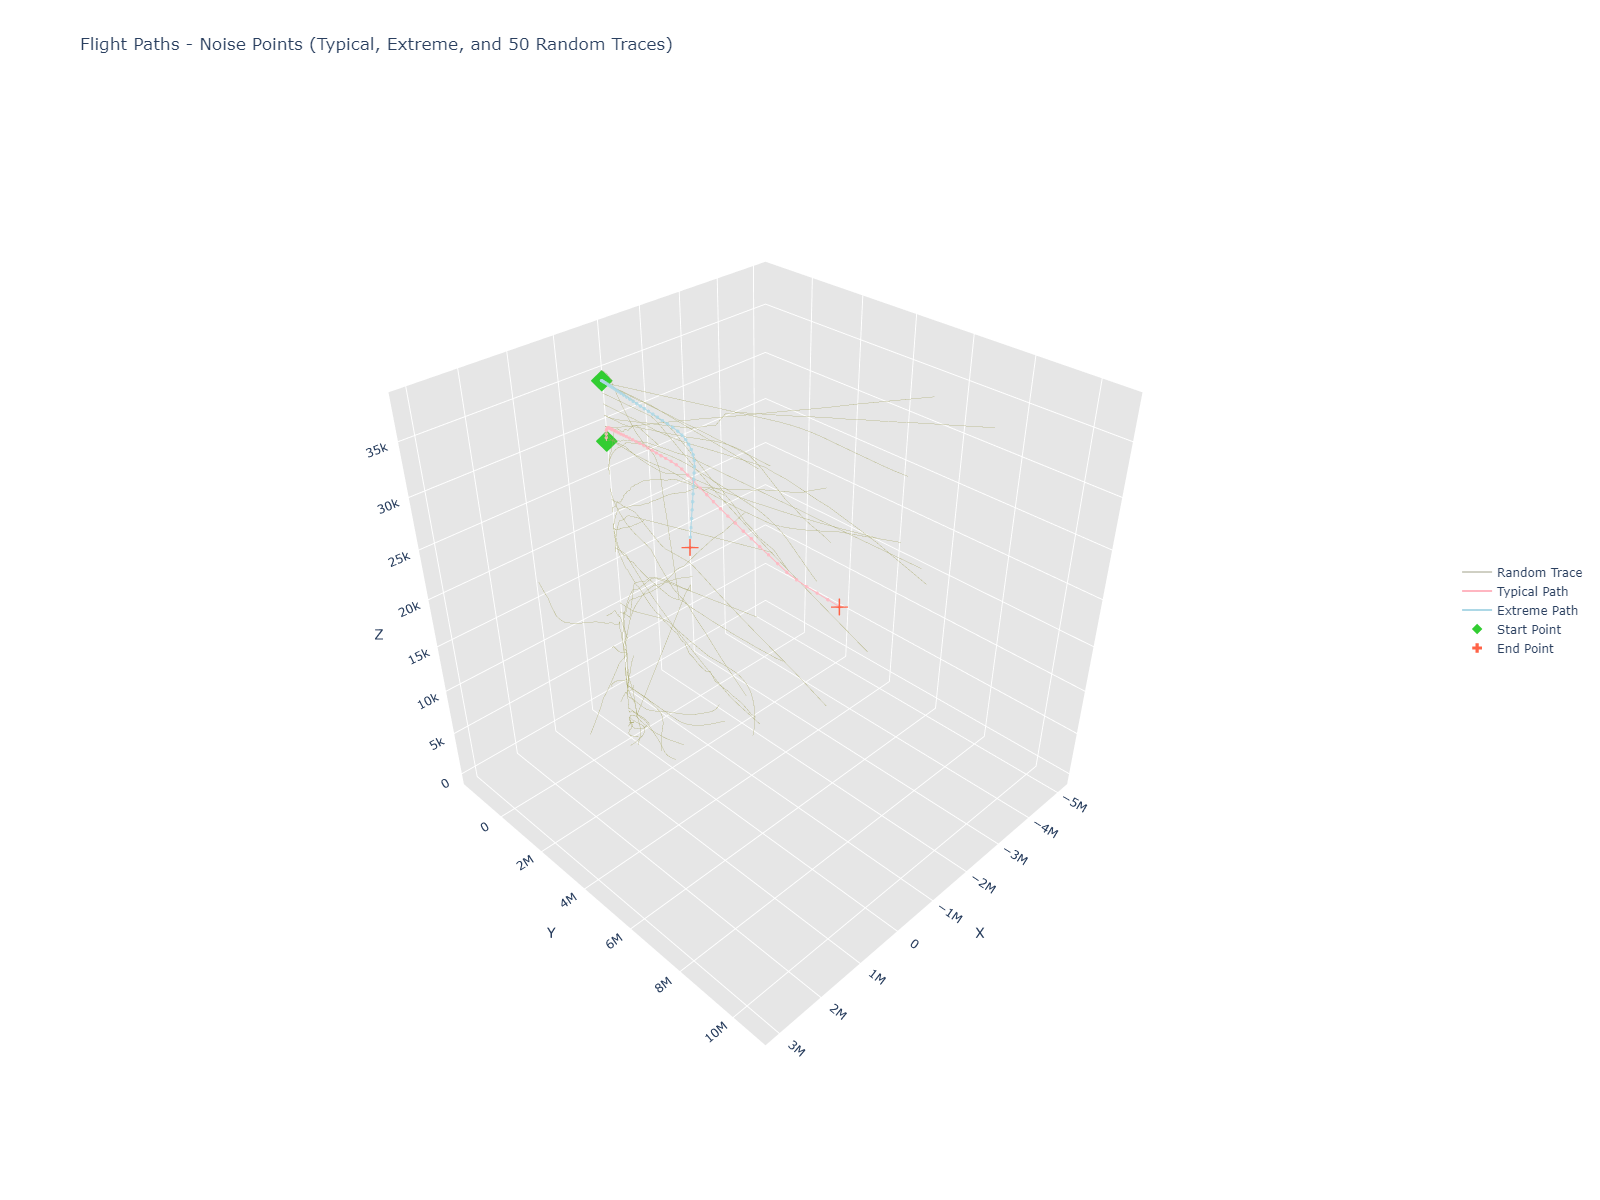 Flight Paths - Noise Points (Typical, Extreme, and 50 Random Traces)
35k
30k
25k
20k
15k
10k
5k
0
Z
0
2M
4M
6M
8M
10M
Y
−5M
−4M
−3M
−2M
−1M
0
1M
2M
3M
X
Random Trace
Typical Path
Extreme Path
Start Point
End Point